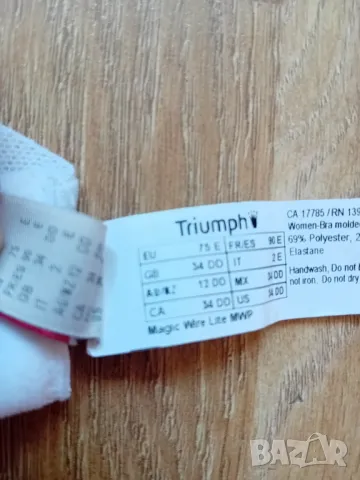 Triumph
EU 75 E FR/ES 90 E
GB 34 DD IT 2 E
AU/NZ 12 DD MX 34 DD
CA 34 DD US 34 DD
Magic Wire Lite MWP
CA 17785 / RN 139
Women-Bra molde
69% Polyester, 2
Elastane
Handwash, Do not b
not iron, Do not dry
bazar.bg